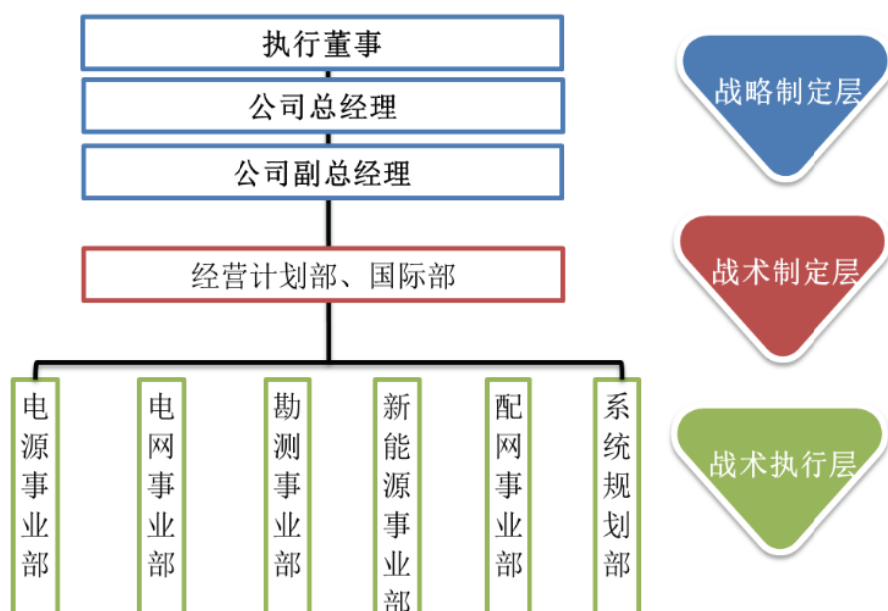 执行董事
公司总经理
公司副总经理
经营计划部、国际部
电源事业部
电网事业部
勘测事业部
新能源事业部
配网事业部
系统规划部
战略制定层
战术制定层
战术执行层